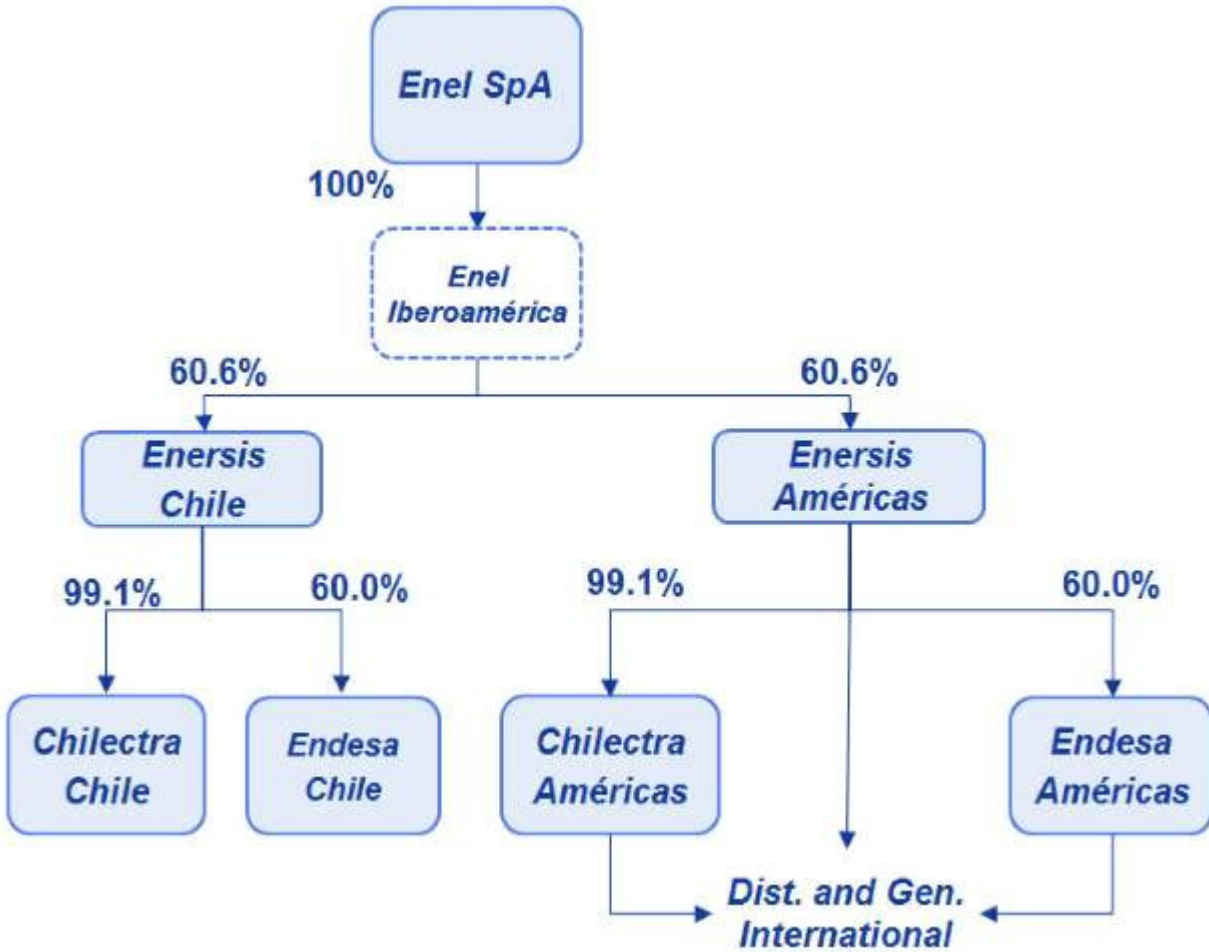 Enel SpA
100%
Enel
Iberoamérica
60.6%
60.6%
Enersis
Chile
Enersis
Américas
99.1%
60.0%
99.1%
60.0%
Chilectra
Chile
Endesa
Chile
Chilectra
Américas
Endesa
Américas
Dist. and Gen.
International